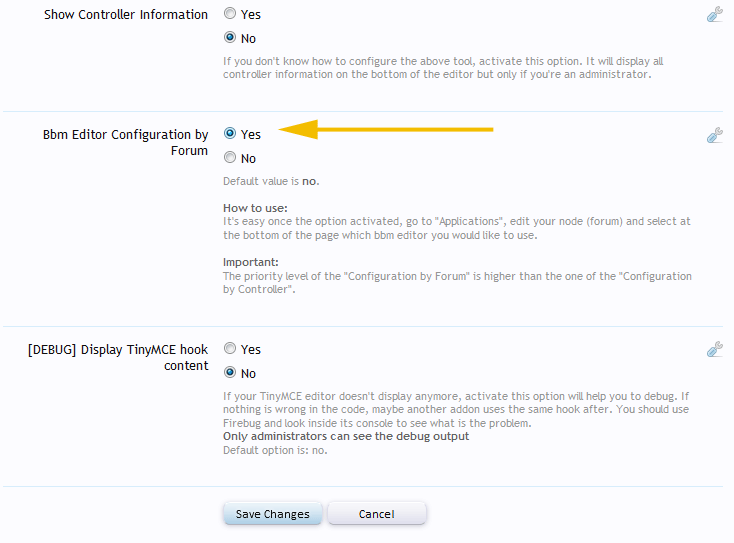 Show Controller Information
Yes
No
If you don't know how to configure the above tool, activate this option. It will display all
controller information on the bottom of the editor but only if you're an administrator.
Bbm Editor Configuration by
Forum
Yes
No
Default value is no.
How to use:
It's easy once the option activated, go to "Applications", edit your node (forum) and select at
the bottom of the page which bbm editor you would like to use.
Important:
The priority level of the "Configuration by Forum" is higher than the one of the "Configuration
by Controller".
[DEBUG] Display TinyMCE hook
content
Yes
No
If your TinyMCE editor doesn't display anymore, activate this option will help you to debug. If
nothing is wrong in the code, maybe another addon uses the same hook after. You should use
Firebug and look inside its console to see what is the problem.
Only administrators can see the debug output
Default option is: no.
Save Changes
Cancel